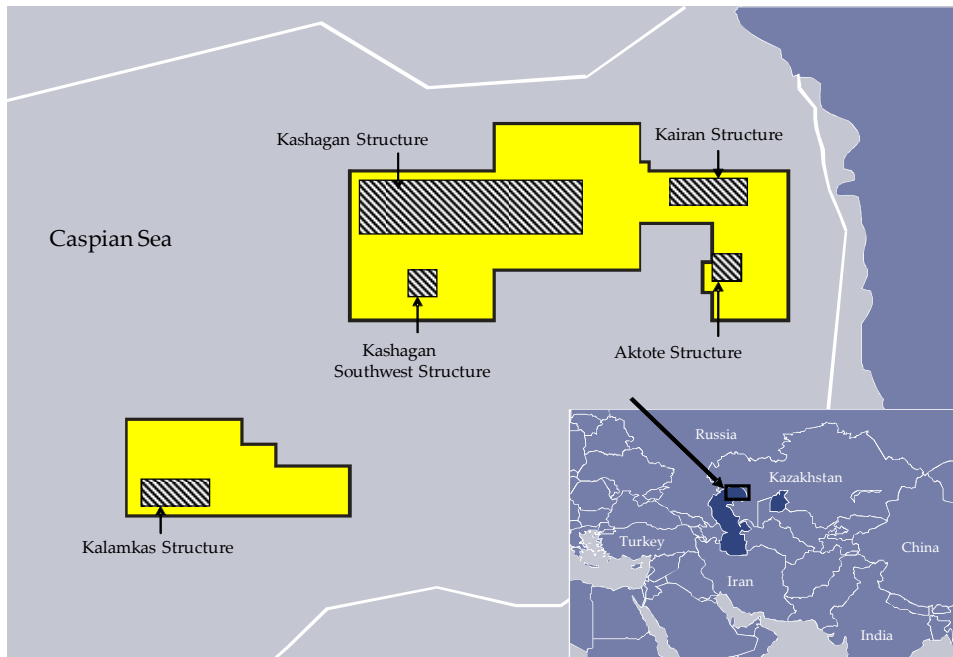 Kashagan Structure
Kairan Structure
Caspian Sea
Kashagan
Southwest Structure
Aktote Structure
Kalamkas Structure
Russia
Kazakhstan
Turkey
China
Iran
India